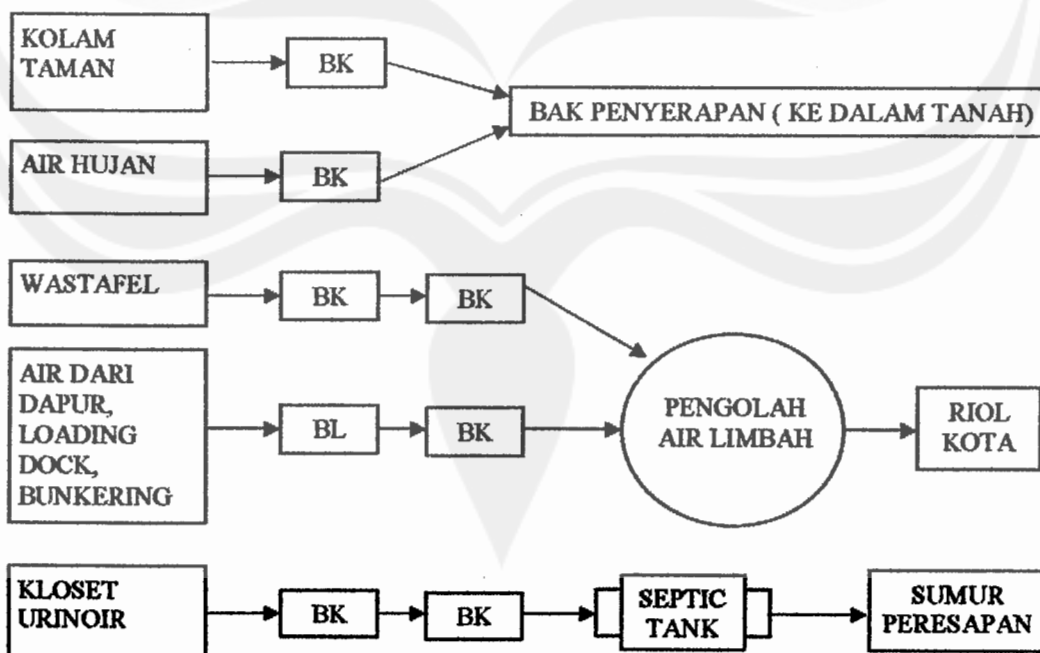 KOLAM
TAMAN
BK
BAK PENYERAPAN ( KE DALAM TANAH)
AIR HUJAN
BK
WASTAFEL
BK
BK
AIR DARI
DAPUR,
LOADING
DOCK,
BUNKERING
BL
BK
PENGOLAH
AIR LIMBAH
RIOL
KOTA
KLOSET
URINOIR
BK
BK
SEPTIC
TANK
SUMUR
PERESAPAN